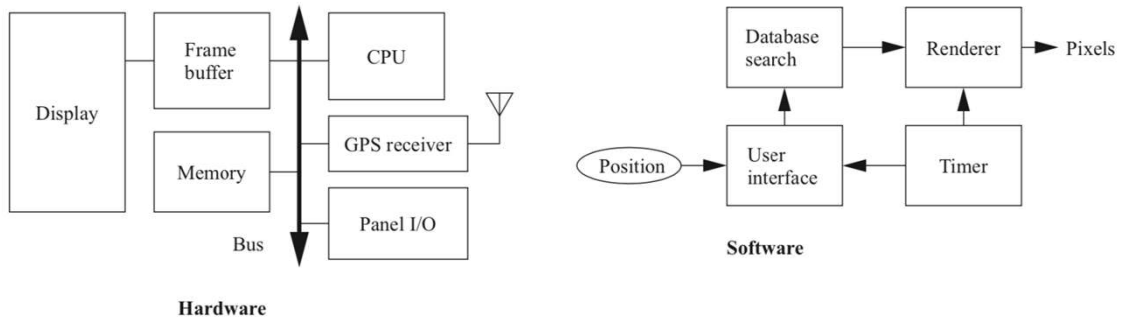 Display
Frame
buffer
Memory
Bus
CPU
GPS receiver
Panel I/O
Hardware
Database
search
Renderer
Pixels
Position
User
interface
Timer
Software